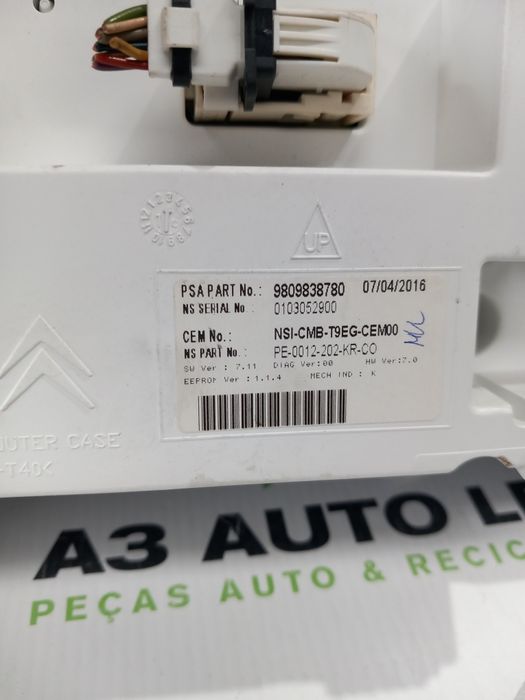 UP
PSA PART No.: 9809838780 07/04/2016
NS SERIAL No: 0103052900
CEM No.: NSI-CMB-T9EG-CEM00
NS PART No.: PE-0012-202-KR-CO
SW Ver : 7.11 DIAG Ver:00 HW Ver:7.0
EEPROM Ver : 1.1.4 MECH IND : K
OUTER CASE
-T40<
A3 AUTO L
PEÇAS AUTO & RECIC